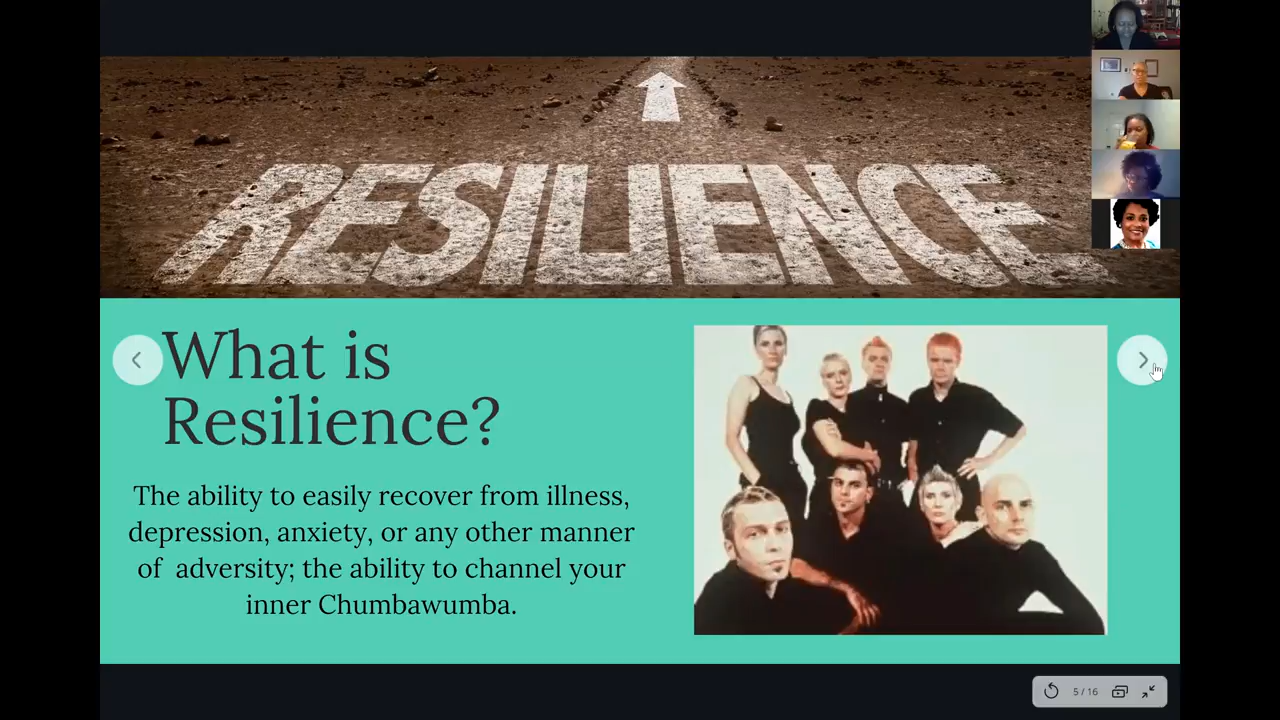 RESILIENCE
What is
Resilience?
The ability to easily recover from illness,
depression, anxiety, or any other manner
of adversity; the ability to channel your
inner Chumbawumba.
5 / 16